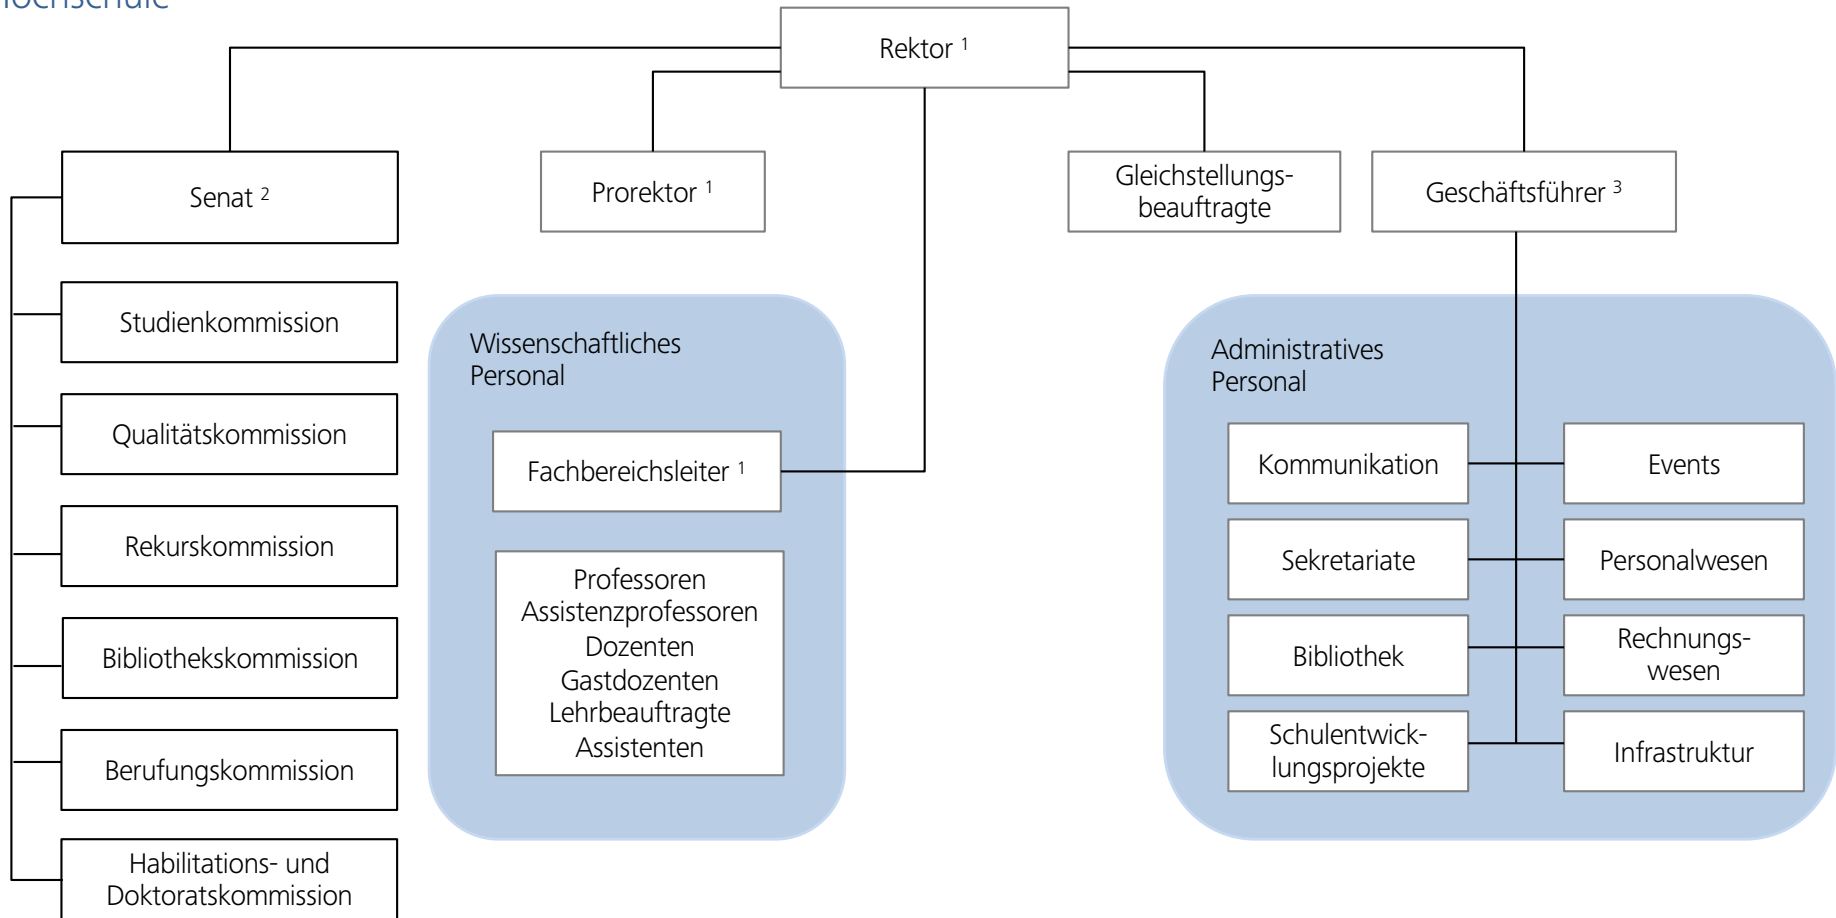 Hochschule
Rektor ¹
Senat ²
Prorektor ¹
Gleichstellungs-
beauftragte
Geschäftsführer ³
Studienkommission
Qualitätskommission
Rekurskommission
Bibliothekskommission
Berufungskommission
Habilitations- und
Doktoratskommission
Wissenschaftliches
Personal
Fachbereichsleiter ¹
Professoren
Assistenzprofessoren
Dozenten
Gastdozenten
Lehrbeauftragte
Assistenten
Administratives
Personal
Kommunikation
Events
Sekretariate
Personalwesen
Bibliothek
Rechnungs-
wesen
Schulentwick-
lungsprojekte
Infrastruktur